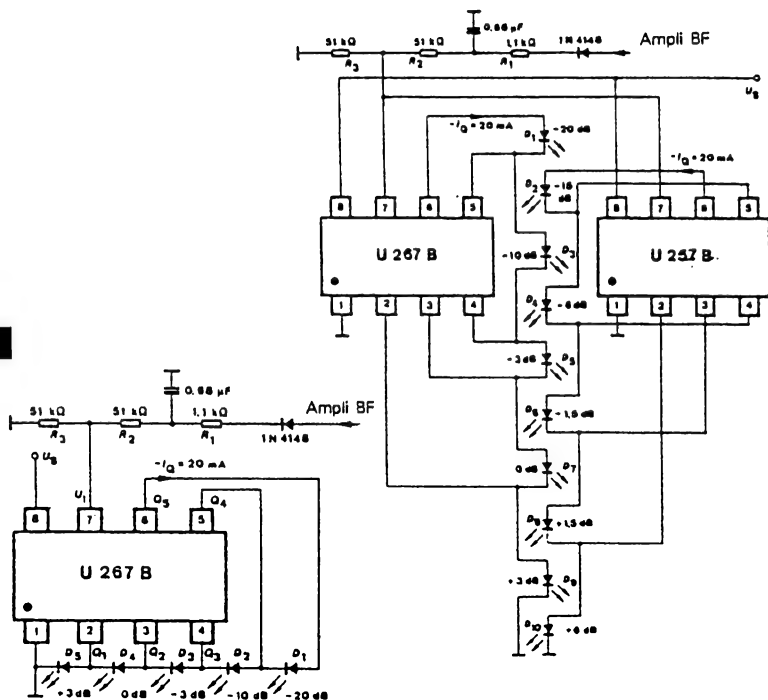 0,68 µF
51 kΩ 51 kΩ 1,1 kΩ 1N4148 Ampli BF
R3 R2 R1
US
-IQ = 20 mA D1 -20 dB
-IQ = 20 mA
D2 -15 dB
8 7 6 5
8 7 6 5
U 267 B
-10 dB D3
U 257 B
D4 -6 dB
1 2 3 4
1 2 3 4
-3 dB D5
D6 -1,5 dB
0 dB D7
D8 +1,5 dB
+3 dB D9
D10 +6 dB
0,68 µF
51 kΩ 51 kΩ 1,1 kΩ Ampli BF
R3 R2 R1 1N4148
US
-IQ = 20 mA
U1 Q5 Q4
8 7 6 5
U 267 B
1 2 3 4
D5 Q1 D4 Q2 D3 Q3 D2 D1
+3 dB 0 dB -3 dB -10 dB -20 dB